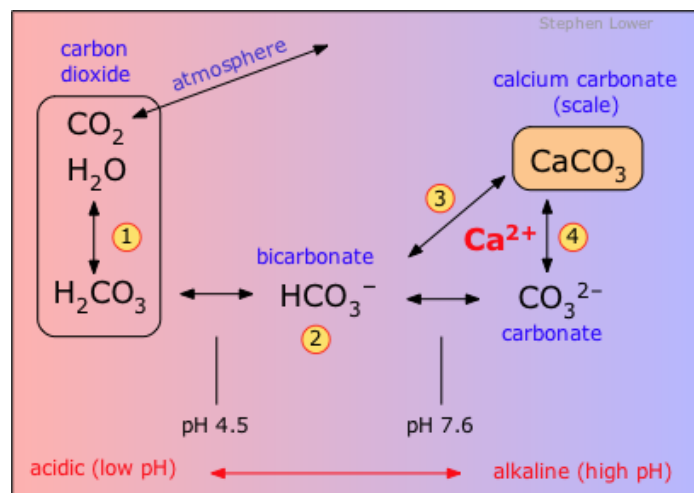 Stephen Lower
carbon
dioxide
atmosphere
calcium carbonate
(scale)
CO₂
H₂O
CaCO₃
1
3
Ca²⁺
4
bicarbonate
H₂CO₃
HCO₃⁻
CO₃²⁻
2
carbonate
pH 4.5
pH 7.6
acidic (low pH)
alkaline (high pH)